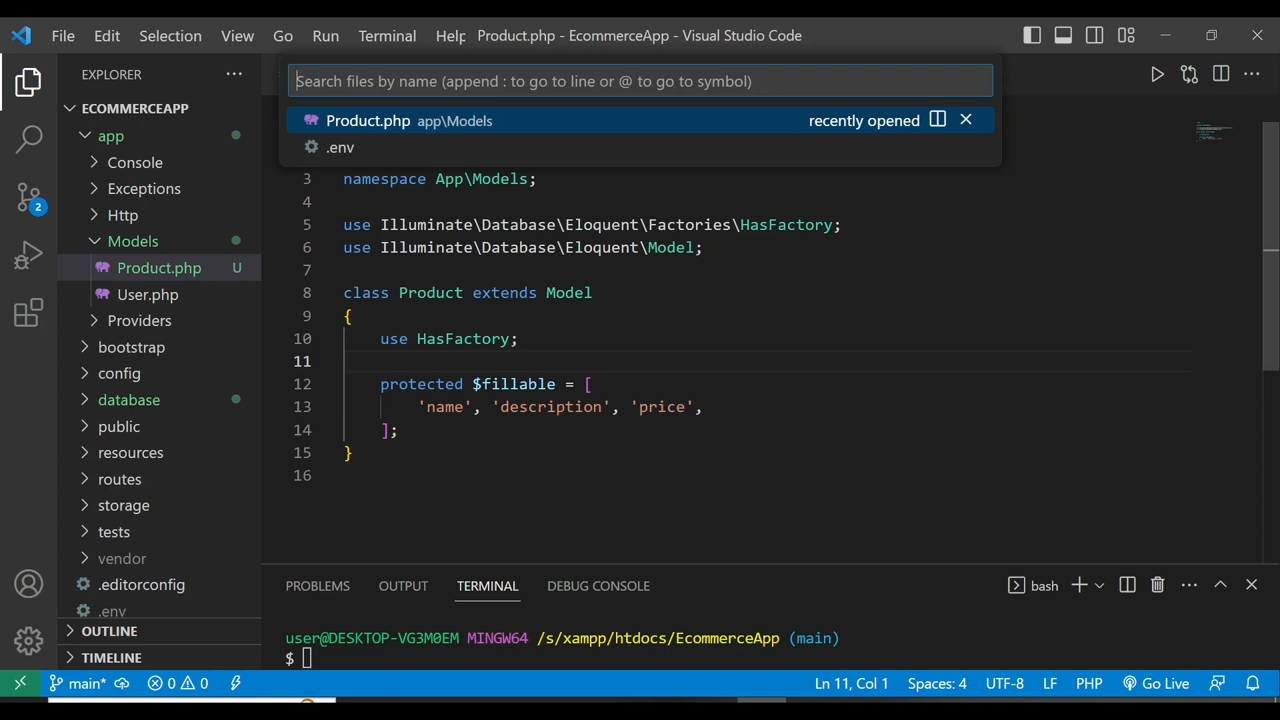 File Edit Selection View Go Run Terminal Help Product.php - EcommerceApp - Visual Studio Code
EXPLORER
Search files by name (append : to go to line or @ to go to symbol)
Product.php app\Models recently opened
.env
ECOMMERCEAPP
app
Console
Exceptions
Http
Models
Product.php U
User.php
Providers
bootstrap
config
database
public
resources
routes
storage
tests
vendor
.editorconfig
.env
OUTLINE
TIMELINE
2
3 namespace App\Models;
4
5 use Illuminate\Database\Eloquent\Factories\HasFactory;
6 use Illuminate\Database\Eloquent\Model;
7
8 class Product extends Model
9 {
10 use HasFactory;
11
12 protected $fillable = [
13 'name', 'description', 'price',
14 ];
15 }
16
PROBLEMS OUTPUT TERMINAL DEBUG CONSOLE bash
user@DESKTOP-VG3M0EM MINGW64 /s/xampp/htdocs/EcommerceApp (main)
$
main* 0 0 Ln 11, Col 1 Spaces: 4 UTF-8 LF PHP Go Live